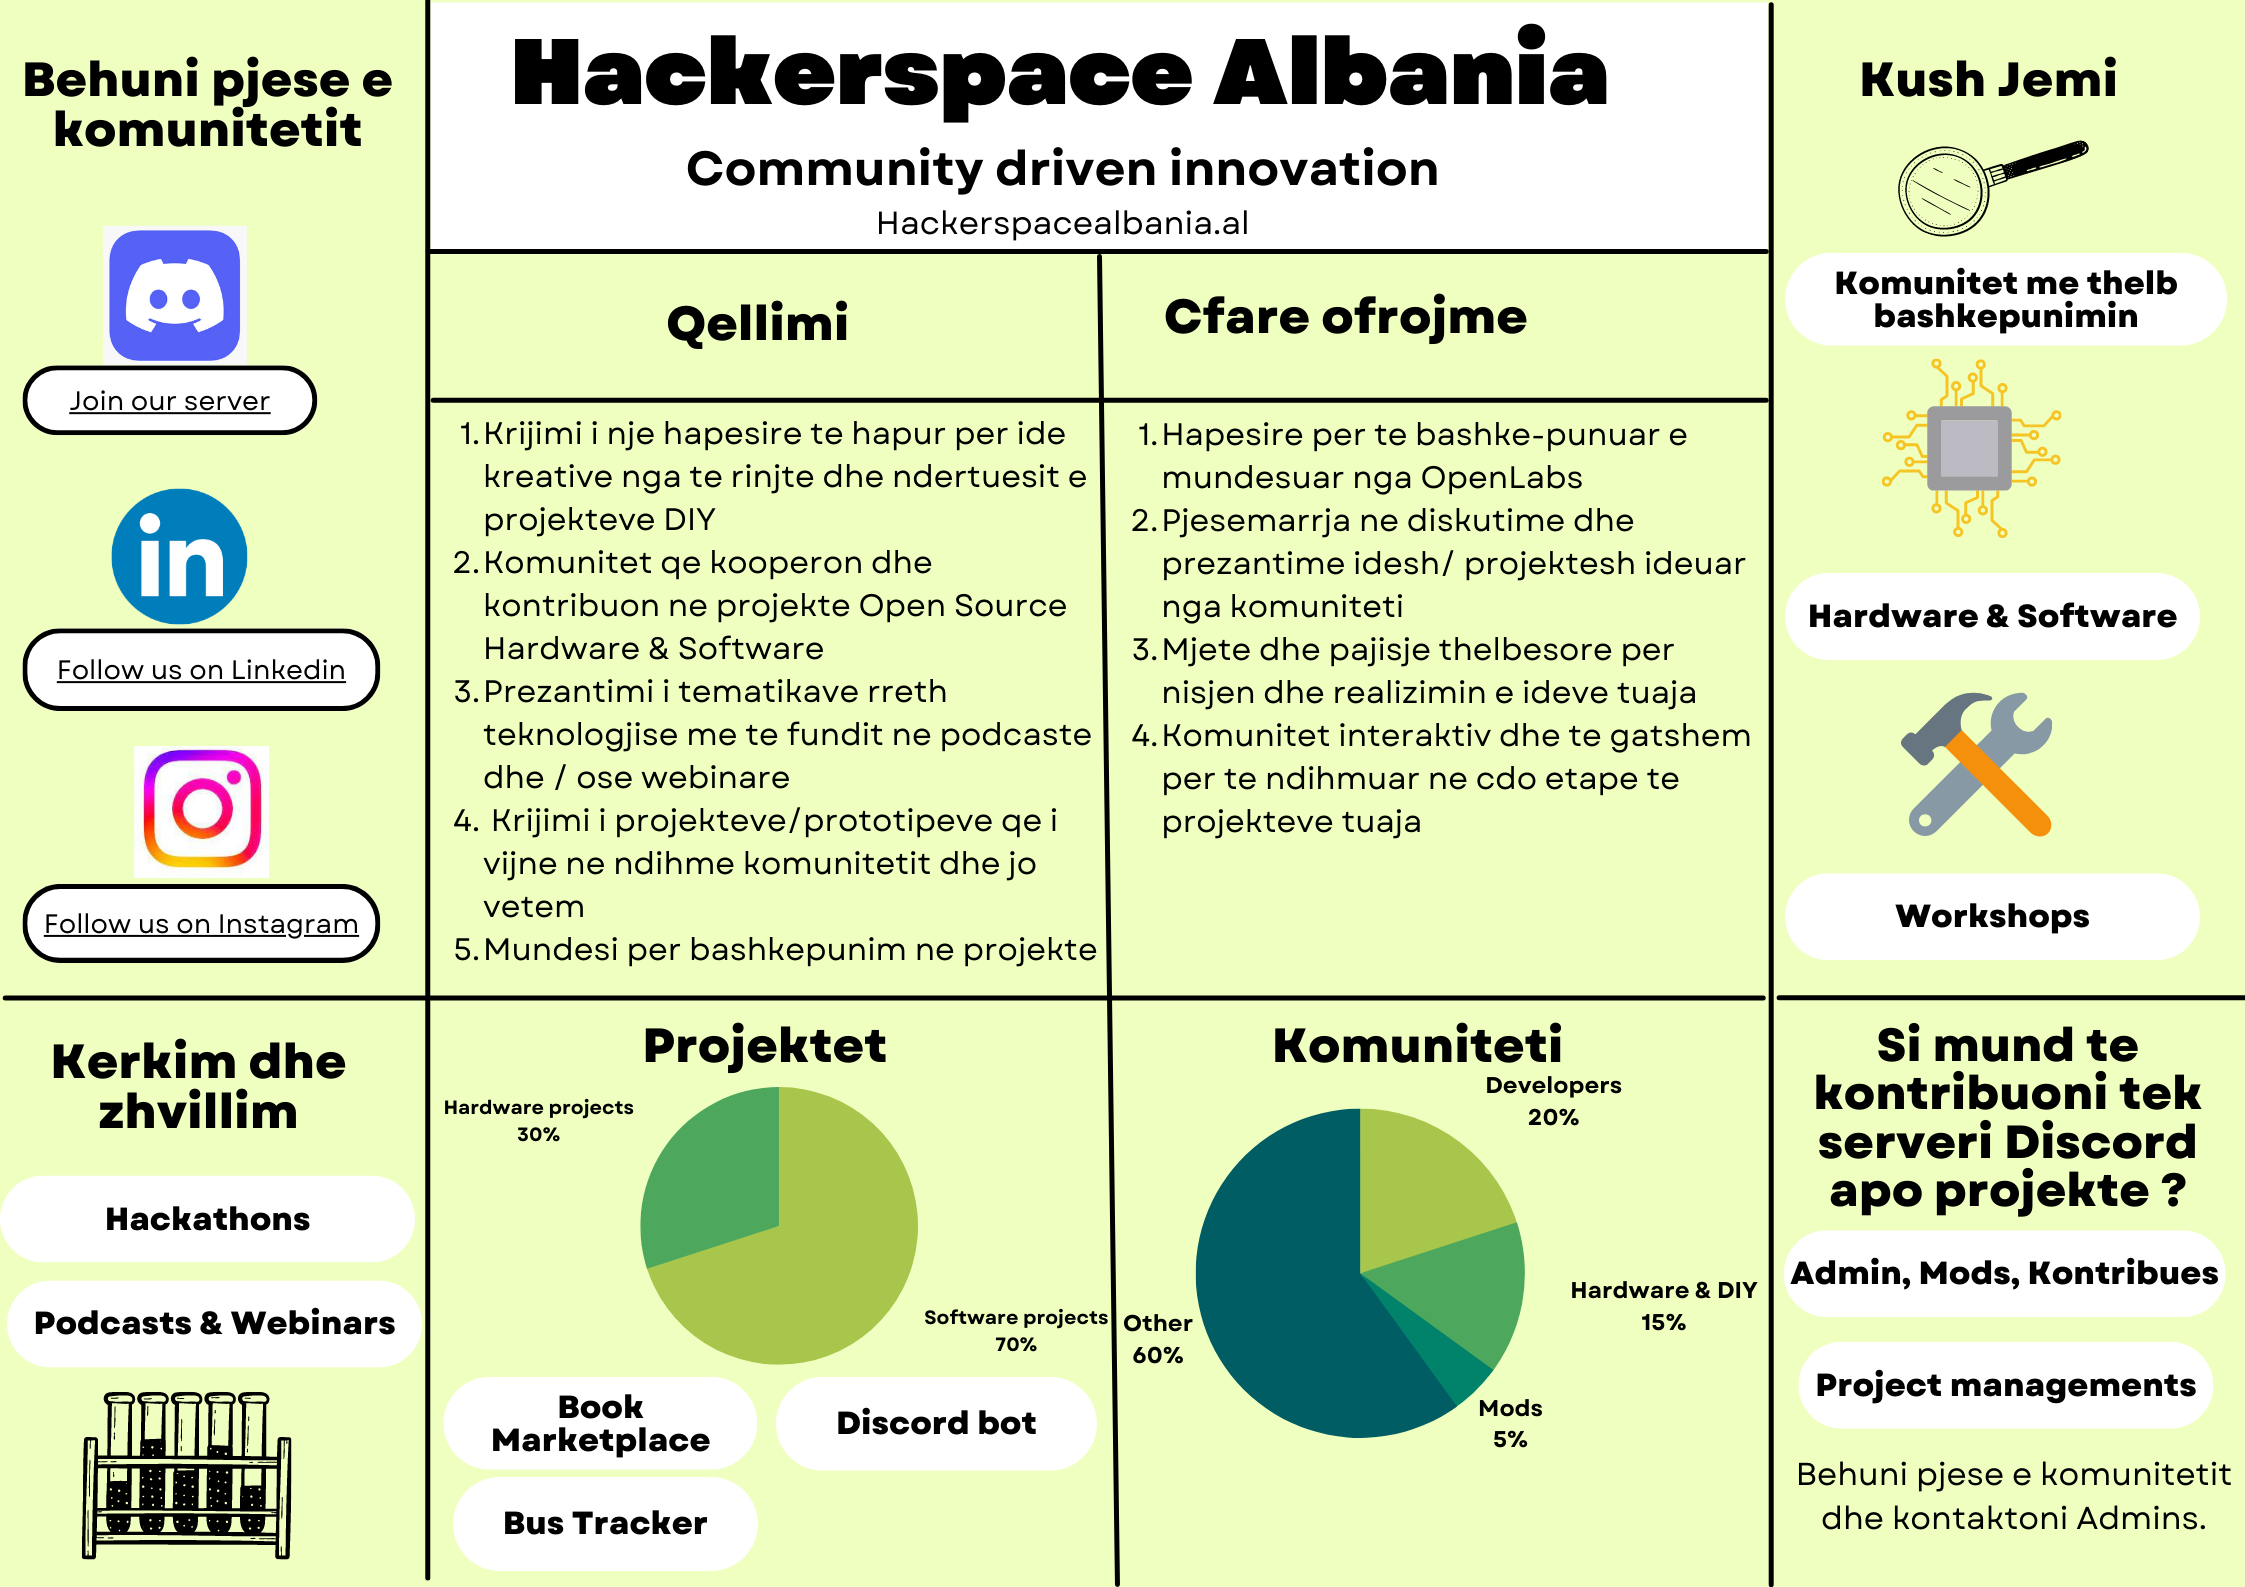 Hackerspace Albania
Community driven innovation
Hackerspacealbania.al
Behuni pjese e
komunitetit
Join our server
in
Follow us on Linkedin
Follow us on Instagram
Qellimi
1. Krijimi i nje hapesire te hapur per ide
kreative nga te rinjte dhe ndertuesit e
projekteve DIY
2. Komunitet qe kooperon dhe
kontribuon ne projekte Open Source
Hardware & Software
3. Prezantimi i tematikave rreth
teknologjise me te fundit ne podcaste
dhe / ose webinare
4. Krijimi i projekteve/prototipeve qe i
vijne ne ndihme komunitetit dhe jo
vetem
5. Mundesi per bashkepunim ne projekte
Cfare ofrojme
1. Hapesire per te bashke-punuar e
mundesuar nga OpenLabs
2. Pjesemarrja ne diskutime dhe
prezantime idesh/ projektesh ideuar
nga komuniteti
3. Mjete dhe pajisje thelbesore per
nisjen dhe realizimin e ideve tuaja
4. Komunitet interaktiv dhe te gatshem
per te ndihmuar ne cdo etape te
projekteve tuaja
Kush Jemi
Komunitet me thelb
bashkepunimin
Hardware & Software
Workshops
Kerkim dhe
zhvillim
Hackathons
Podcasts & Webinars
Projektet
Hardware projects
30%
Software projects
70%
Book
Marketplace
Discord bot
Bus Tracker
Komuniteti
Developers
20%
Hardware & DIY
15%
Other
60%
Mods
5%
Si mund te
kontribuoni tek
serveri Discord
apo projekte ?
Admin, Mods, Kontribues
Project managements
Behuni pjese e komunitetit
dhe kontaktoni Admins.